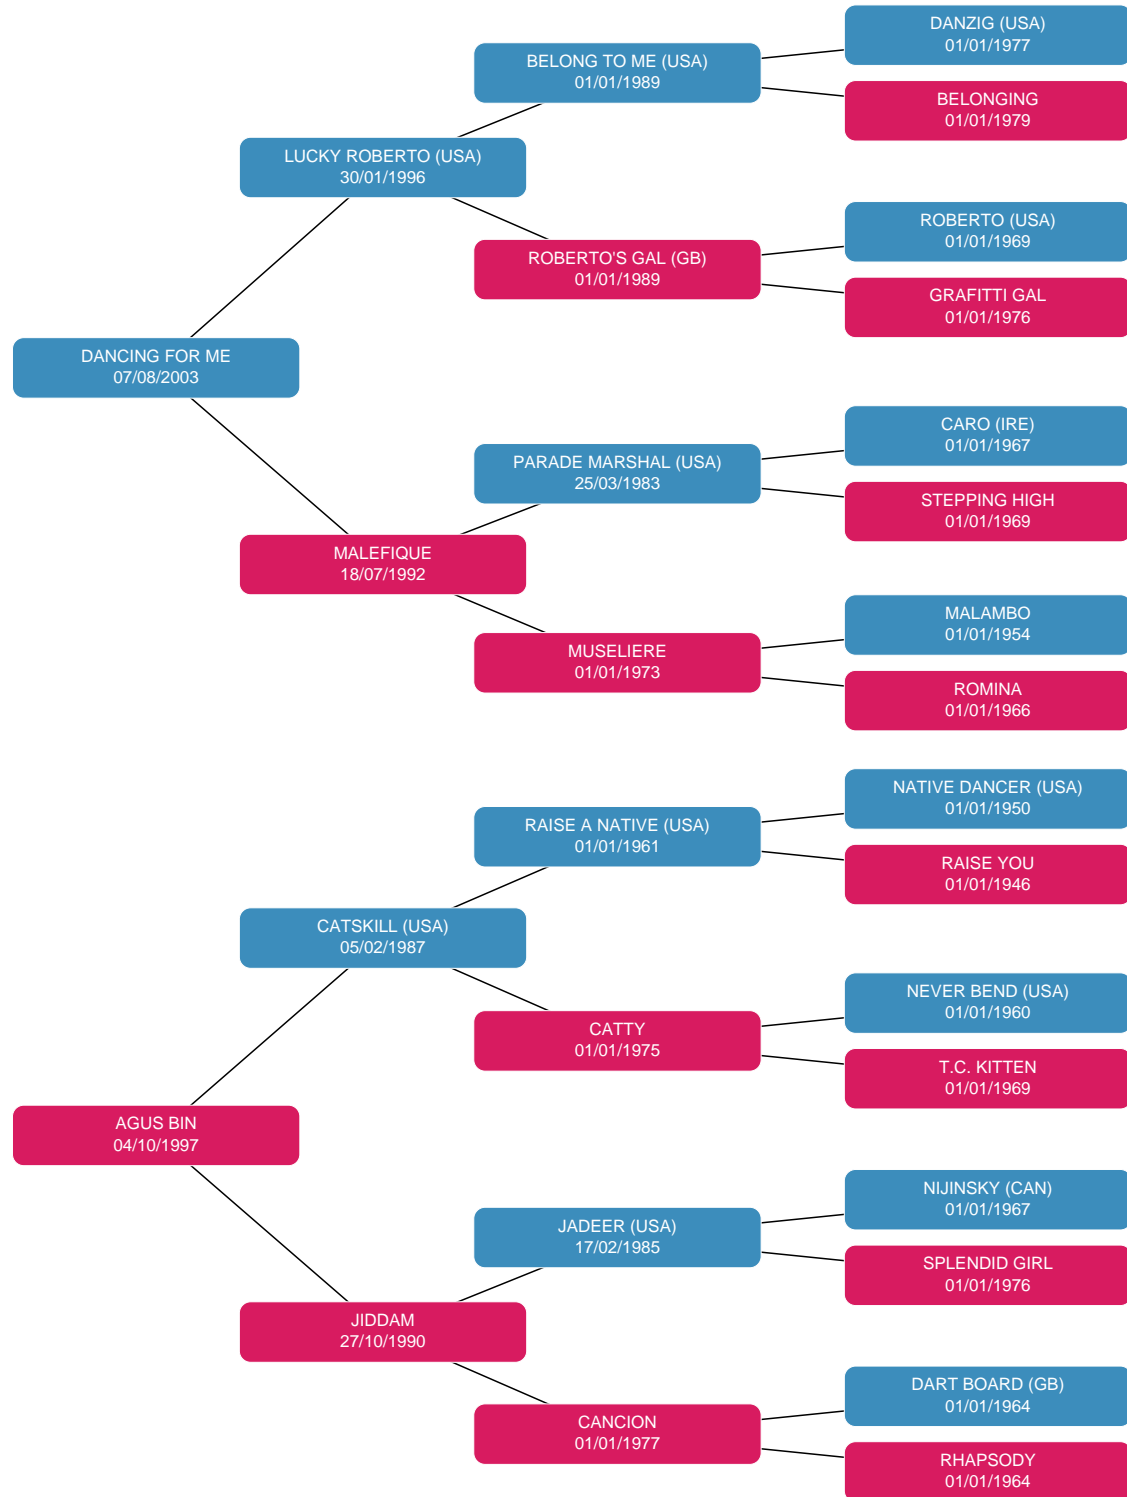 DANZIG (USA)
01/01/1977
BELONG TO ME (USA)
01/01/1989
BELONGING
01/01/1979
LUCKY ROBERTO (USA)
30/01/1996
ROBERTO (USA)
01/01/1969
ROBERTO'S GAL (GB)
01/01/1989
GRAFITTI GAL
01/01/1976
DANCING FOR ME
07/08/2003
CARO (IRE)
01/01/1967
PARADE MARSHAL (USA)
25/03/1983
STEPPING HIGH
01/01/1969
MALEFIQUE
18/07/1992
MALAMBO
01/01/1954
MUSELIERE
01/01/1973
ROMINA
01/01/1966
NATIVE DANCER (USA)
01/01/1950
RAISE A NATIVE (USA)
01/01/1961
RAISE YOU
01/01/1946
CATSKILL (USA)
05/02/1987
NEVER BEND (USA)
01/01/1960
CATTY
01/01/1975
T.C. KITTEN
01/01/1969
AGUS BIN
04/10/1997
NIJINSKY (CAN)
01/01/1967
JADEER (USA)
17/02/1985
SPLENDID GIRL
01/01/1976
JIDDAM
27/10/1990
DART BOARD (GB)
01/01/1964
CANCION
01/01/1977
RHAPSODY
01/01/1964